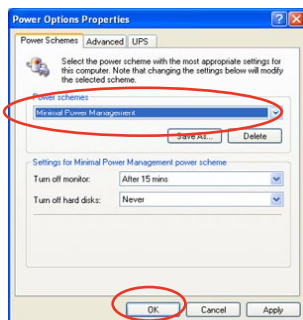 Power Options Properties
Power Schemes Advanced UPS
Select the power scheme with the most appropriate settings for
this computer. Note that changing the settings below will modify
the selected scheme.
Power schemes
Minimal Power Management
Save As... Delete
Settings for Minimal Power Management power scheme
Turn off monitor: After 15 mins
Turn off hard disks: Never
OK Cancel Apply